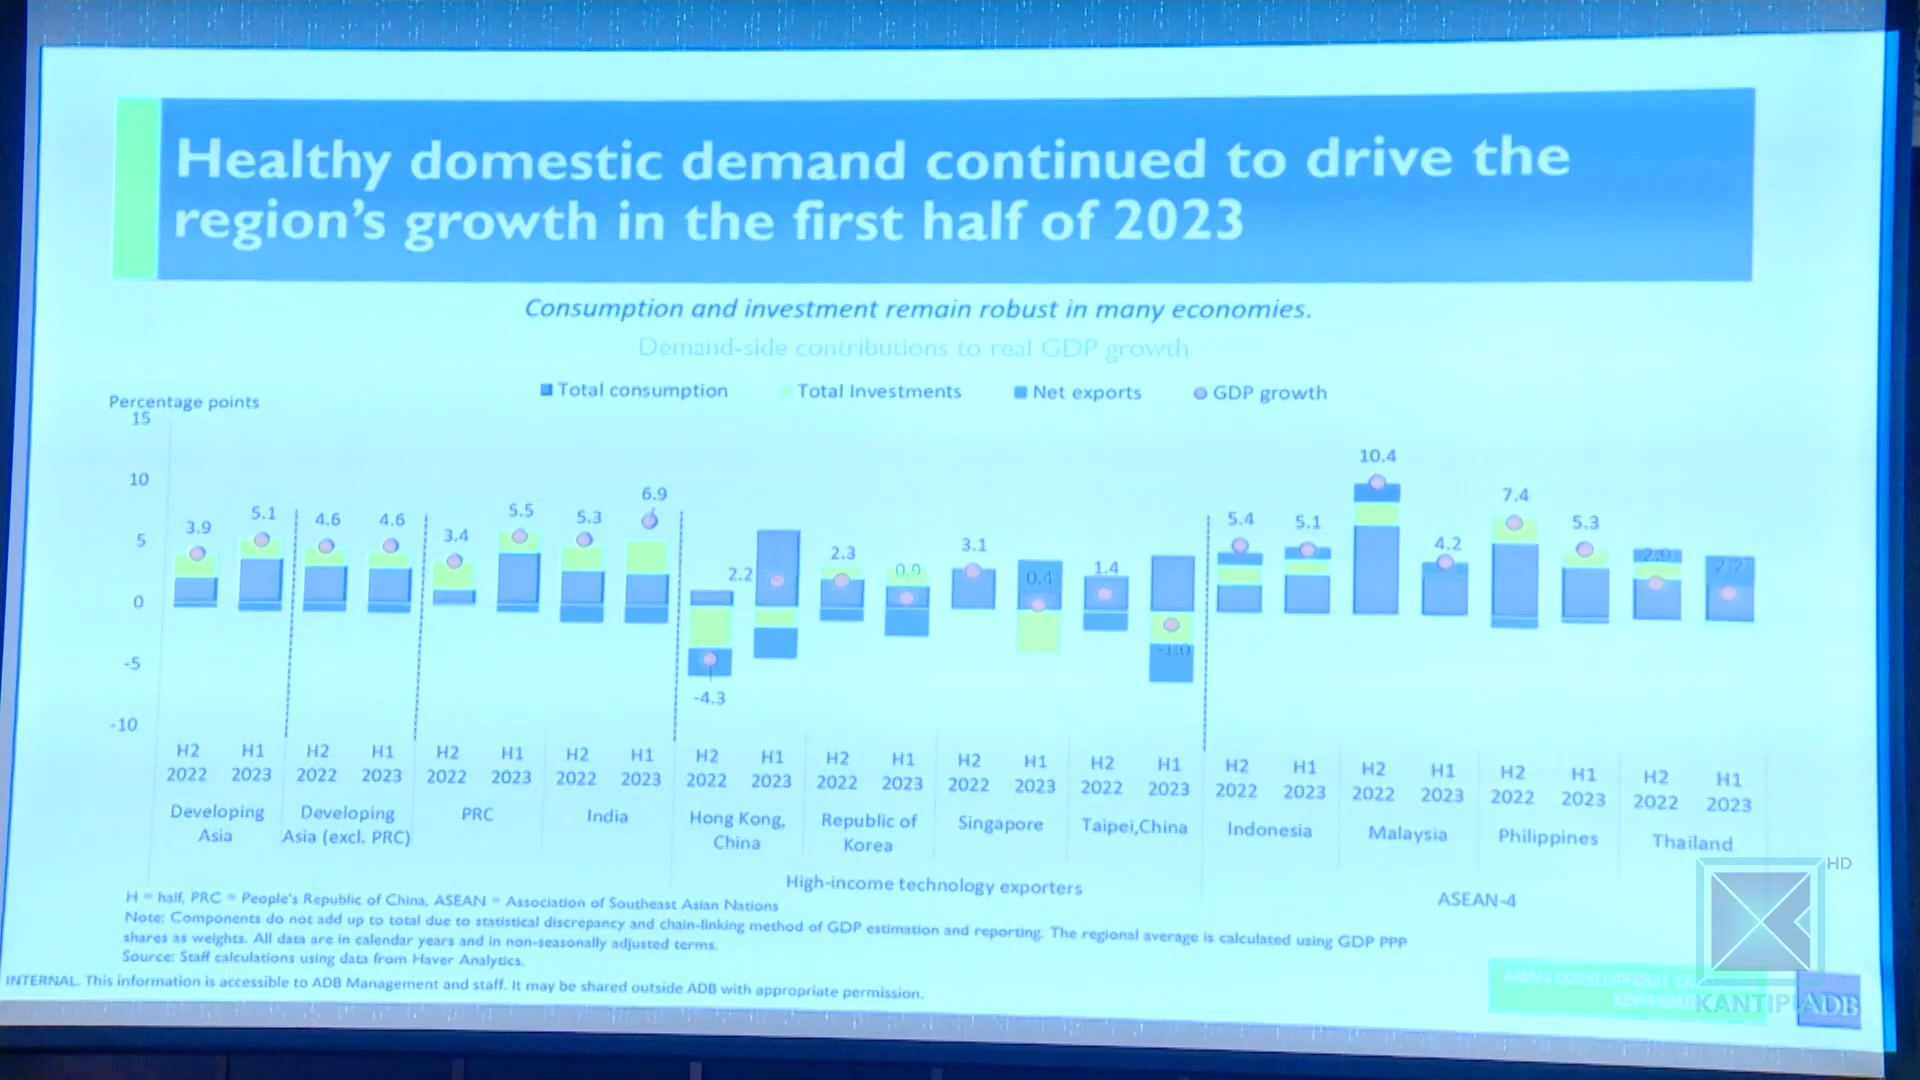 Healthy domestic demand continued to drive the
region's growth in the first half of 2023
Consumption and investment remain robust in many economies.
Demand-side contributions to real GDP growth
Total consumption Total Investments Net exports GDP growth
Percentage points
15
10
5
0
-5
-10
3.9 5.1 4.6 4.6 3.4 5.5 5.3 6.9 -4.3 2.2 2.3 0.9 3.1 0.4 1.4 -1.0 5.4 5.1 10.4 4.2 7.4 5.3 2.9 2.2
H2 H1 H2 H1 H2 H1 H2 H1 H2 H1 H2 H1 H2 H1 H2 H1 H2 H1 H2 H1 H2 H1 H2 H1
2022 2023 2022 2023 2022 2023 2022 2023 2022 2023 2022 2023 2022 2023 2022 2023 2022 2023 2022 2023 2022 2023 2022 2023
Developing Developing PRC India Hong Kong, Republic of Singapore Taipei,China Indonesia Malaysia Philippines Thailand
Asia Asia (excl. PRC) China Korea
High-income technology exporters ASEAN-4
H = half, PRC = People's Republic of China, ASEAN = Association of Southeast Asian Nations
Note: Components do not add up to total due to statistical discrepancy and chain-linking method of GDP estimation and reporting. The regional average is calculated using GDP PPP
shares as weights. All data are in calendar years and in non-seasonally adjusted terms.
Source: Staff calculations using data from Haver Analytics.
INTERNAL. This information is accessible to ADB Management and staff. It may be shared outside ADB with appropriate permission.
HD
ADB